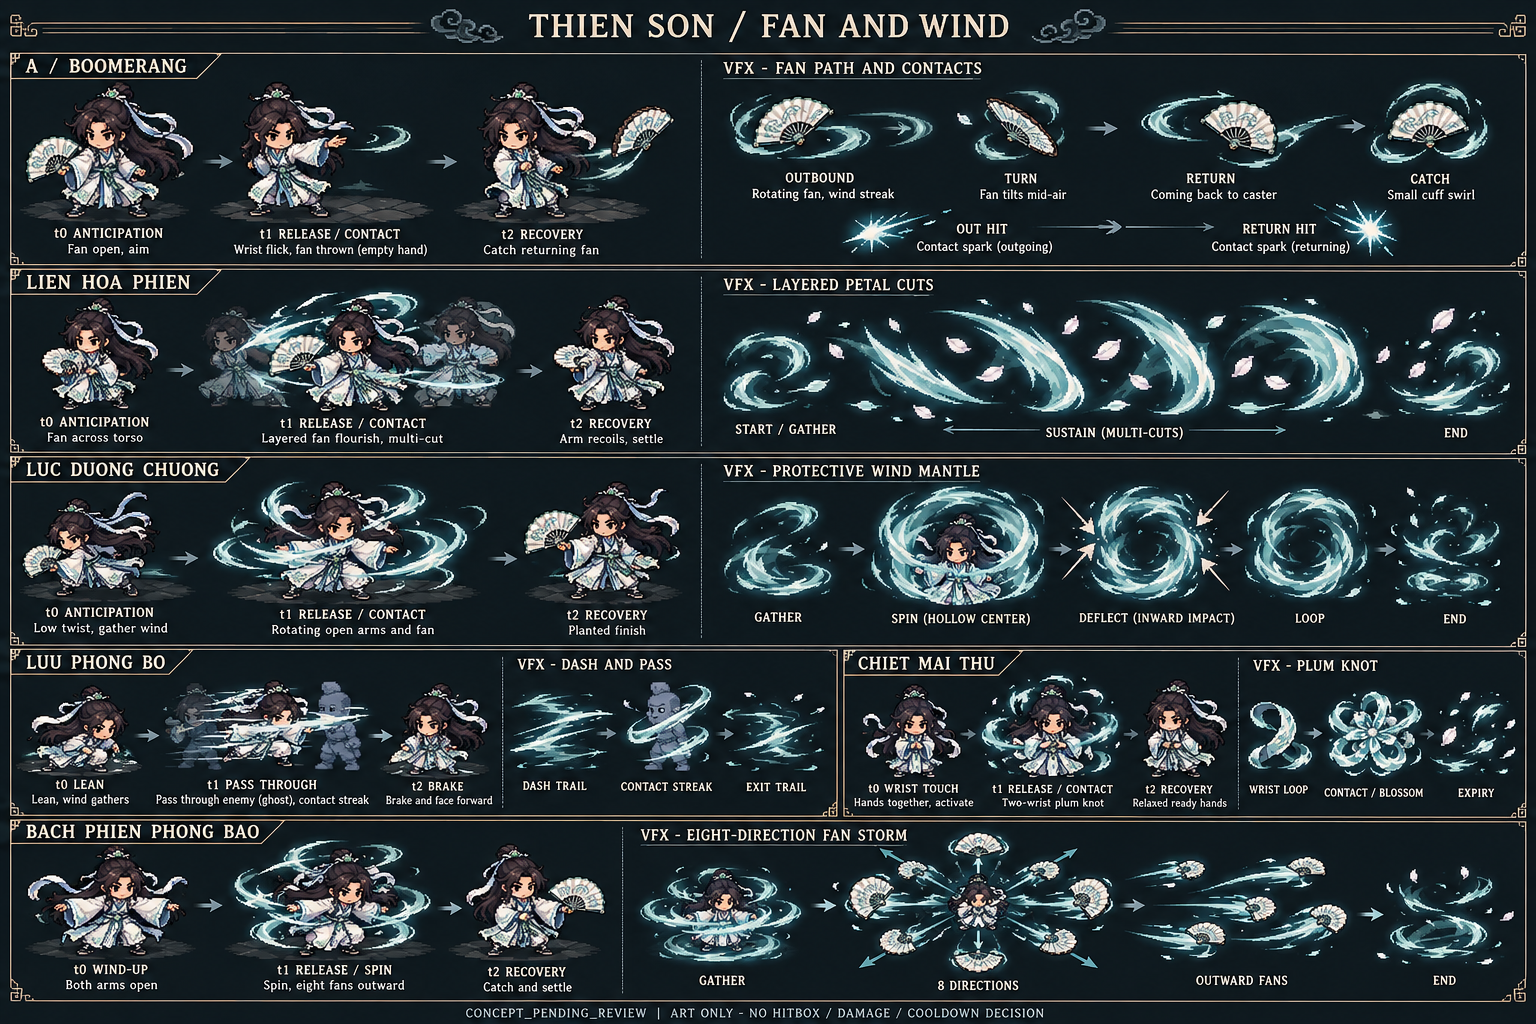 THIEN SON / FAN AND WIND
A / BOOMERANG
t0 ANTICIPATION
Fan open, aim
t1 RELEASE / CONTACT
Wrist flick, fan thrown (empty hand)
t2 RECOVERY
Catch returning fan
VFX - FAN PATH AND CONTACTS
OUTBOUND
Rotating fan, wind streak
TURN
Fan tilts mid-air
RETURN
Coming back to caster
CATCH
Small cuff swirl
OUT HIT
Contact spark (outgoing)
RETURN HIT
Contact spark (returning)
LIEN HOA PHIEN
t0 ANTICIPATION
Fan across torso
t1 RELEASE / CONTACT
Layered fan flourish, multi-cut
t2 RECOVERY
Arm recoils, settle
VFX - LAYERED PETAL CUTS
START / GATHER
SUSTAIN (MULTI-CUTS)
END
LUC DUONG CHUONG
t0 ANTICIPATION
Low twist, gather wind
t1 RELEASE / CONTACT
Rotating open arms and fan
t2 RECOVERY
Planted finish
VFX - PROTECTIVE WIND MANTLE
GATHER
SPIN (HOLLOW CENTER)
DEFLECT (INWARD IMPACT)
LOOP
END
LUU PHONG BO
t0 LEAN
Lean, wind gathers
t1 PASS THROUGH
Pass through enemy (ghost), contact streak
t2 BRAKE
Brake and face forward
VFX - DASH AND PASS
DASH TRAIL
CONTACT STREAK
EXIT TRAIL
CHIET MAI THU
t0 WRIST TOUCH
Hands together, activate
t1 RELEASE / CONTACT
Two-wrist plum knot
t2 RECOVERY
Relaxed ready hands
VFX - PLUM KNOT
WRIST LOOP
CONTACT / BLOSSOM
EXPIRY
BACH PHIEN PHONG BAO
t0 WIND-UP
Both arms open
t1 RELEASE / SPIN
Spin, eight fans outward
t2 RECOVERY
Catch and settle
VFX - EIGHT-DIRECTION FAN STORM
GATHER
8 DIRECTIONS
OUTWARD FANS
END
CONCEPT_PENDING_REVIEW | ART ONLY - NO HITBOX / DAMAGE / COOLDOWN DECISION